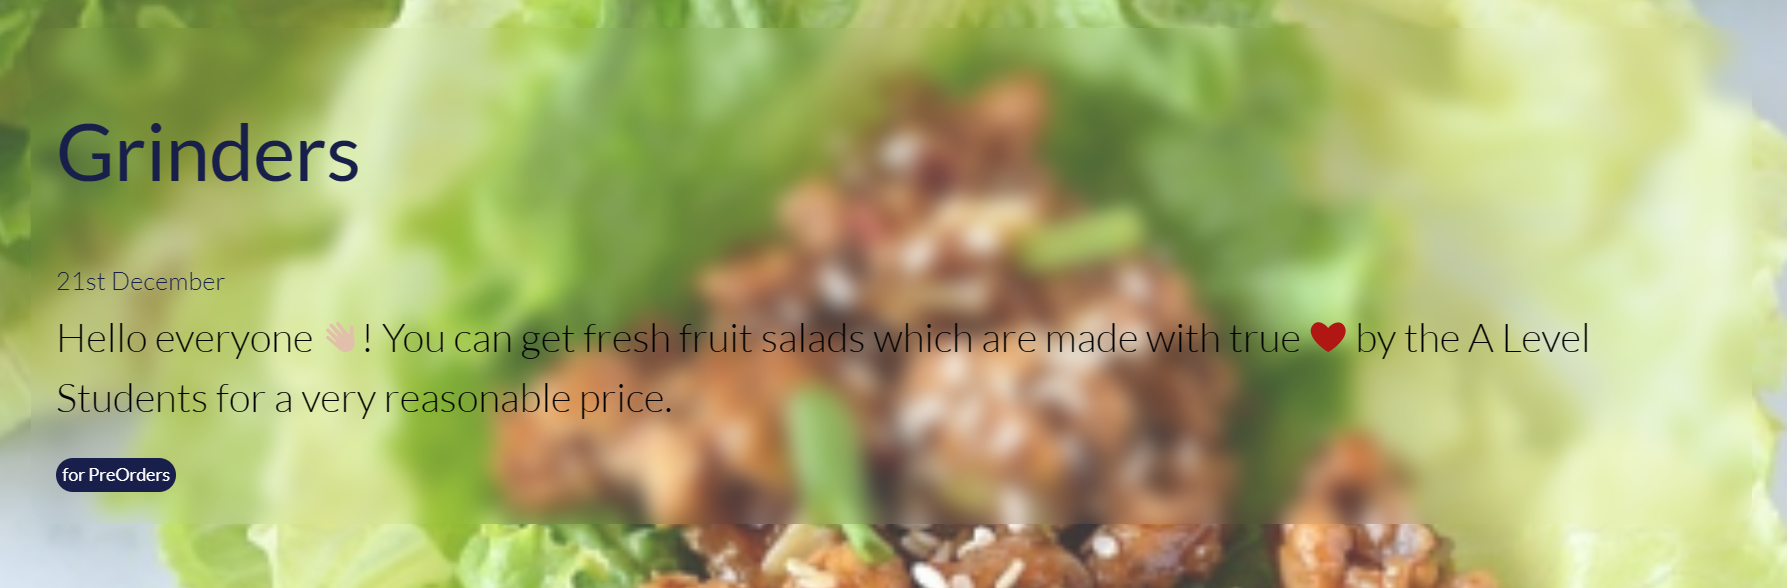 Grinders
21st December
Hello everyone 👋! You can get fresh fruit salads which are made with true ❤ by the A Level
Students for a very reasonable price.
for PreOrders